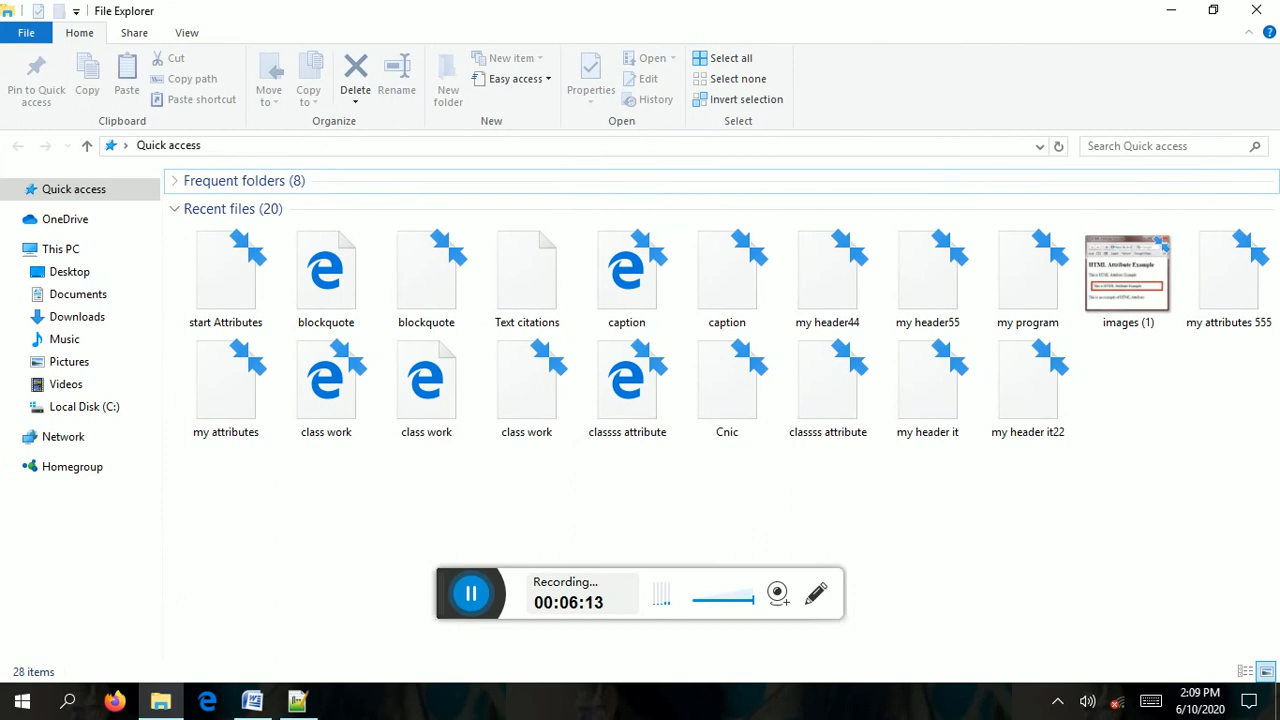 File Explorer
File Home Share View
Pin to Quick access
Copy
Paste
Cut
Copy path
Paste shortcut
Clipboard
Move to
Copy to
Delete
Rename
Organize
New folder
New item
Easy access
New
Properties
Open
Edit
History
Open
Select all
Select none
Invert selection
Select
Quick access
Search Quick access
Quick access
OneDrive
This PC
Desktop
Documents
Downloads
Music
Pictures
Videos
Local Disk (C:)
Network
Homegroup
Frequent folders (8)
Recent files (20)
HTML Attribute Example
start Attributes blockquote blockquote Text citations caption caption my header44 my header55 my program images (1) my attributes 555
my attributes class work class work class work classss attribute Cnic classss attribute my header it my header it22
Recording...
00:06:13
28 items
2:09 PM
6/10/2020